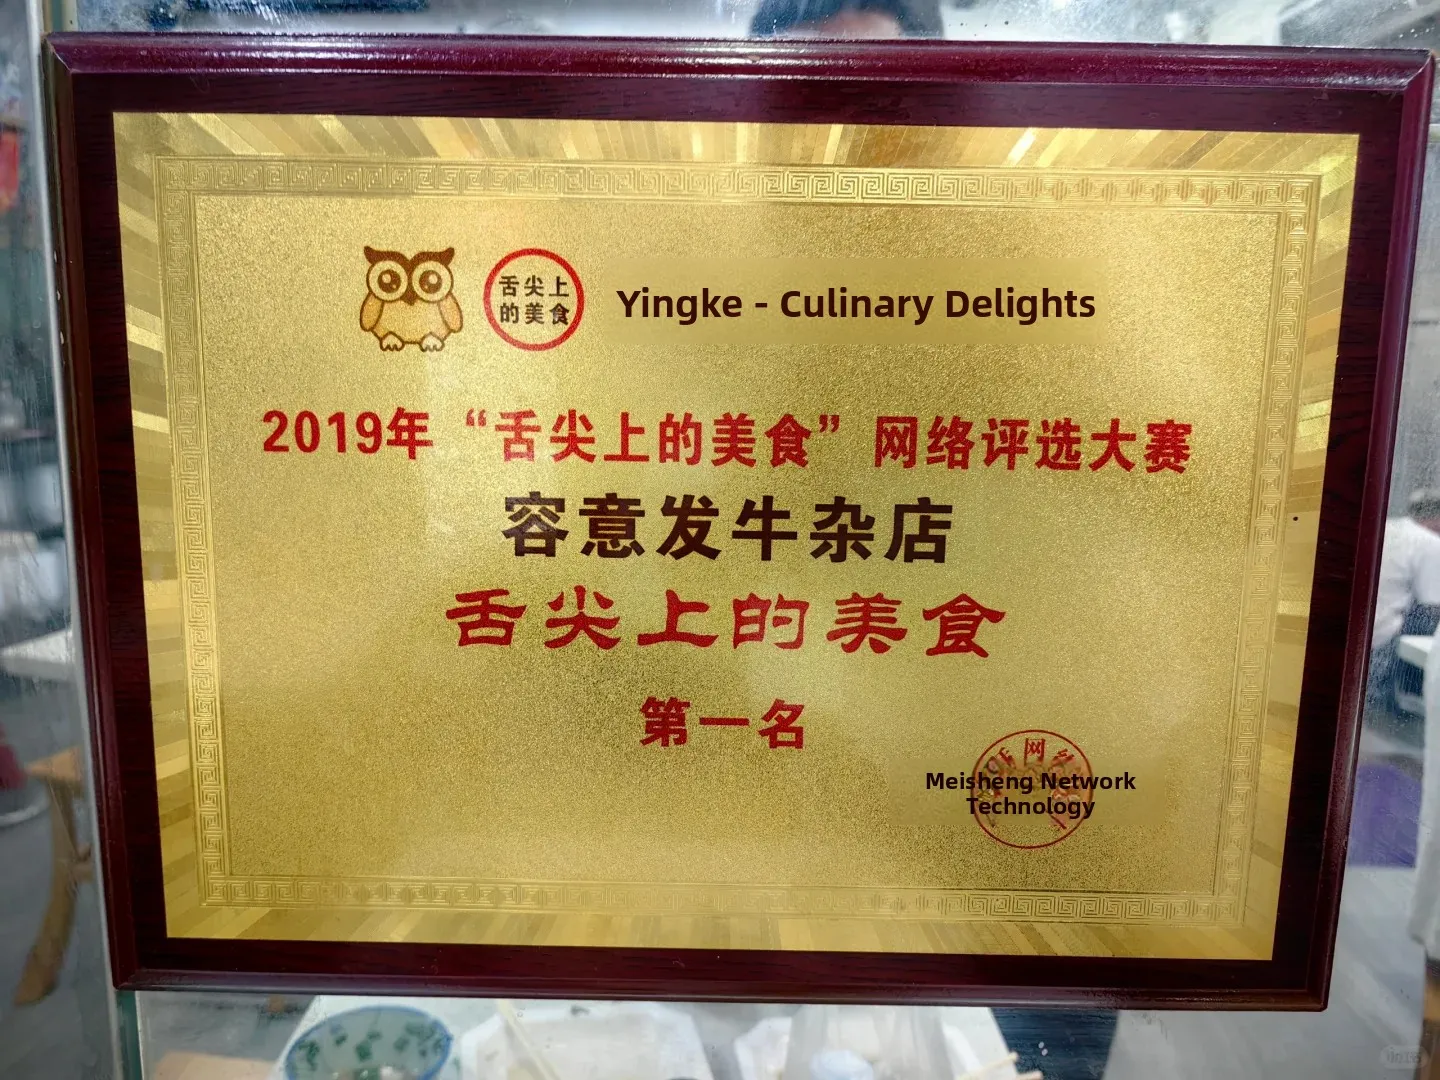 舌尖上
的美食
Yingke - Culinary Delights
2019年“舌尖上的美食”网络评选大赛
容意发牛杂店
舌尖上的美食
第一名
网络
Meisheng Network
Technology